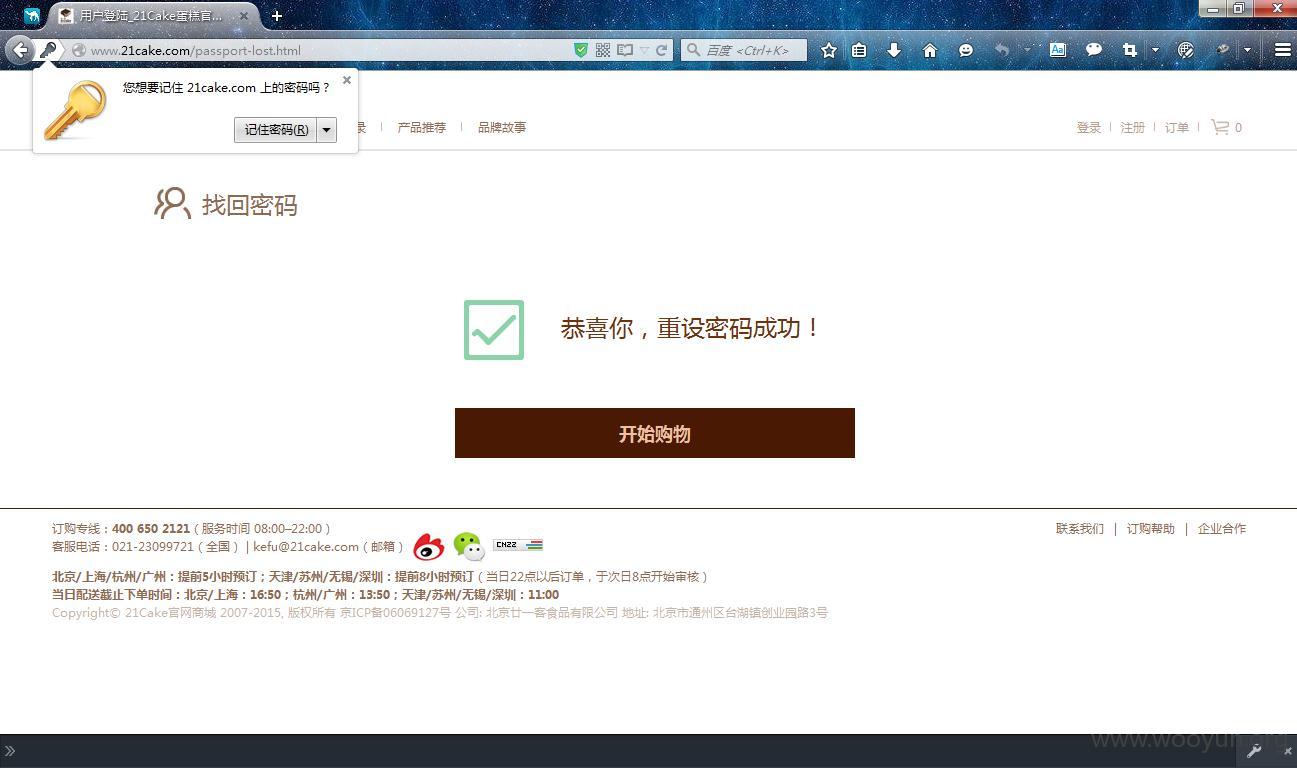 用户登陆_21Cake蛋糕官...
www.21cake.com/passport-lost.html
百度 <Ctrl+K>
您想要记住 21cake.com 上的密码吗？
记住密码(R)
录 产品推荐 品牌故事
登录 注册 订单 0
找回密码
恭喜你，重设密码成功！
开始购物
订购专线：400 650 2121（服务时间 08:00–22:00）
联系我们 | 订购帮助 | 企业合作
客服电话：021-23099721（全国） | kefu@21cake.com（邮箱）
CNZZ
北京/上海/杭州/广州：提前5小时预订；天津/苏州/无锡/深圳：提前8小时预订（当日22点以后订单，于次日8点开始审核）
当日配送截止下单时间：北京/上海：16:50；杭州/广州：13:50；天津/苏州/无锡/深圳：11:00
Copyright© 21Cake官网商城 2007-2015, 版权所有 京ICP备06069127号 公司: 北京廿一客食品有限公司 地址: 北京市通州区台湖镇创业园路3号
www.wooyun.org